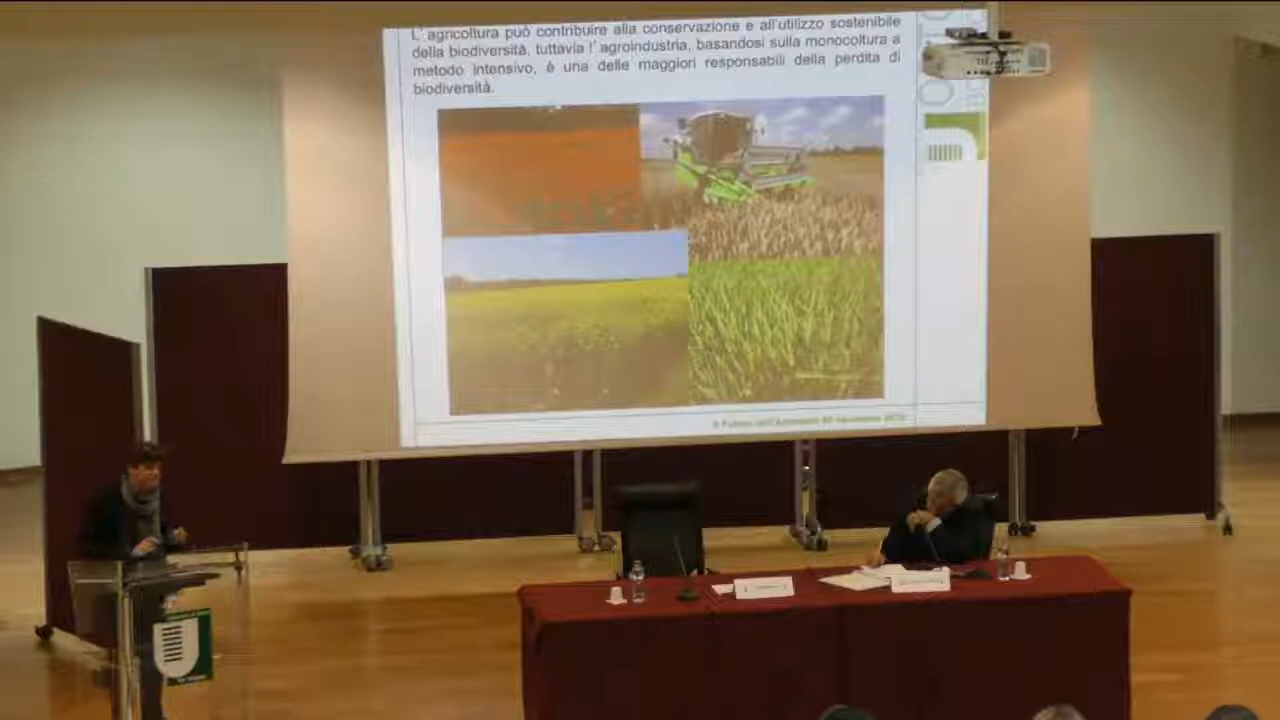 L' agricoltura può contribuire alla conservazione e all'utilizzo sostenibile
della biodiversità, tuttavia l' agroindustria, basandosi sulla monocoltura a
metodo intensivo, è una delle maggiori responsabili della perdita di
biodiversità.